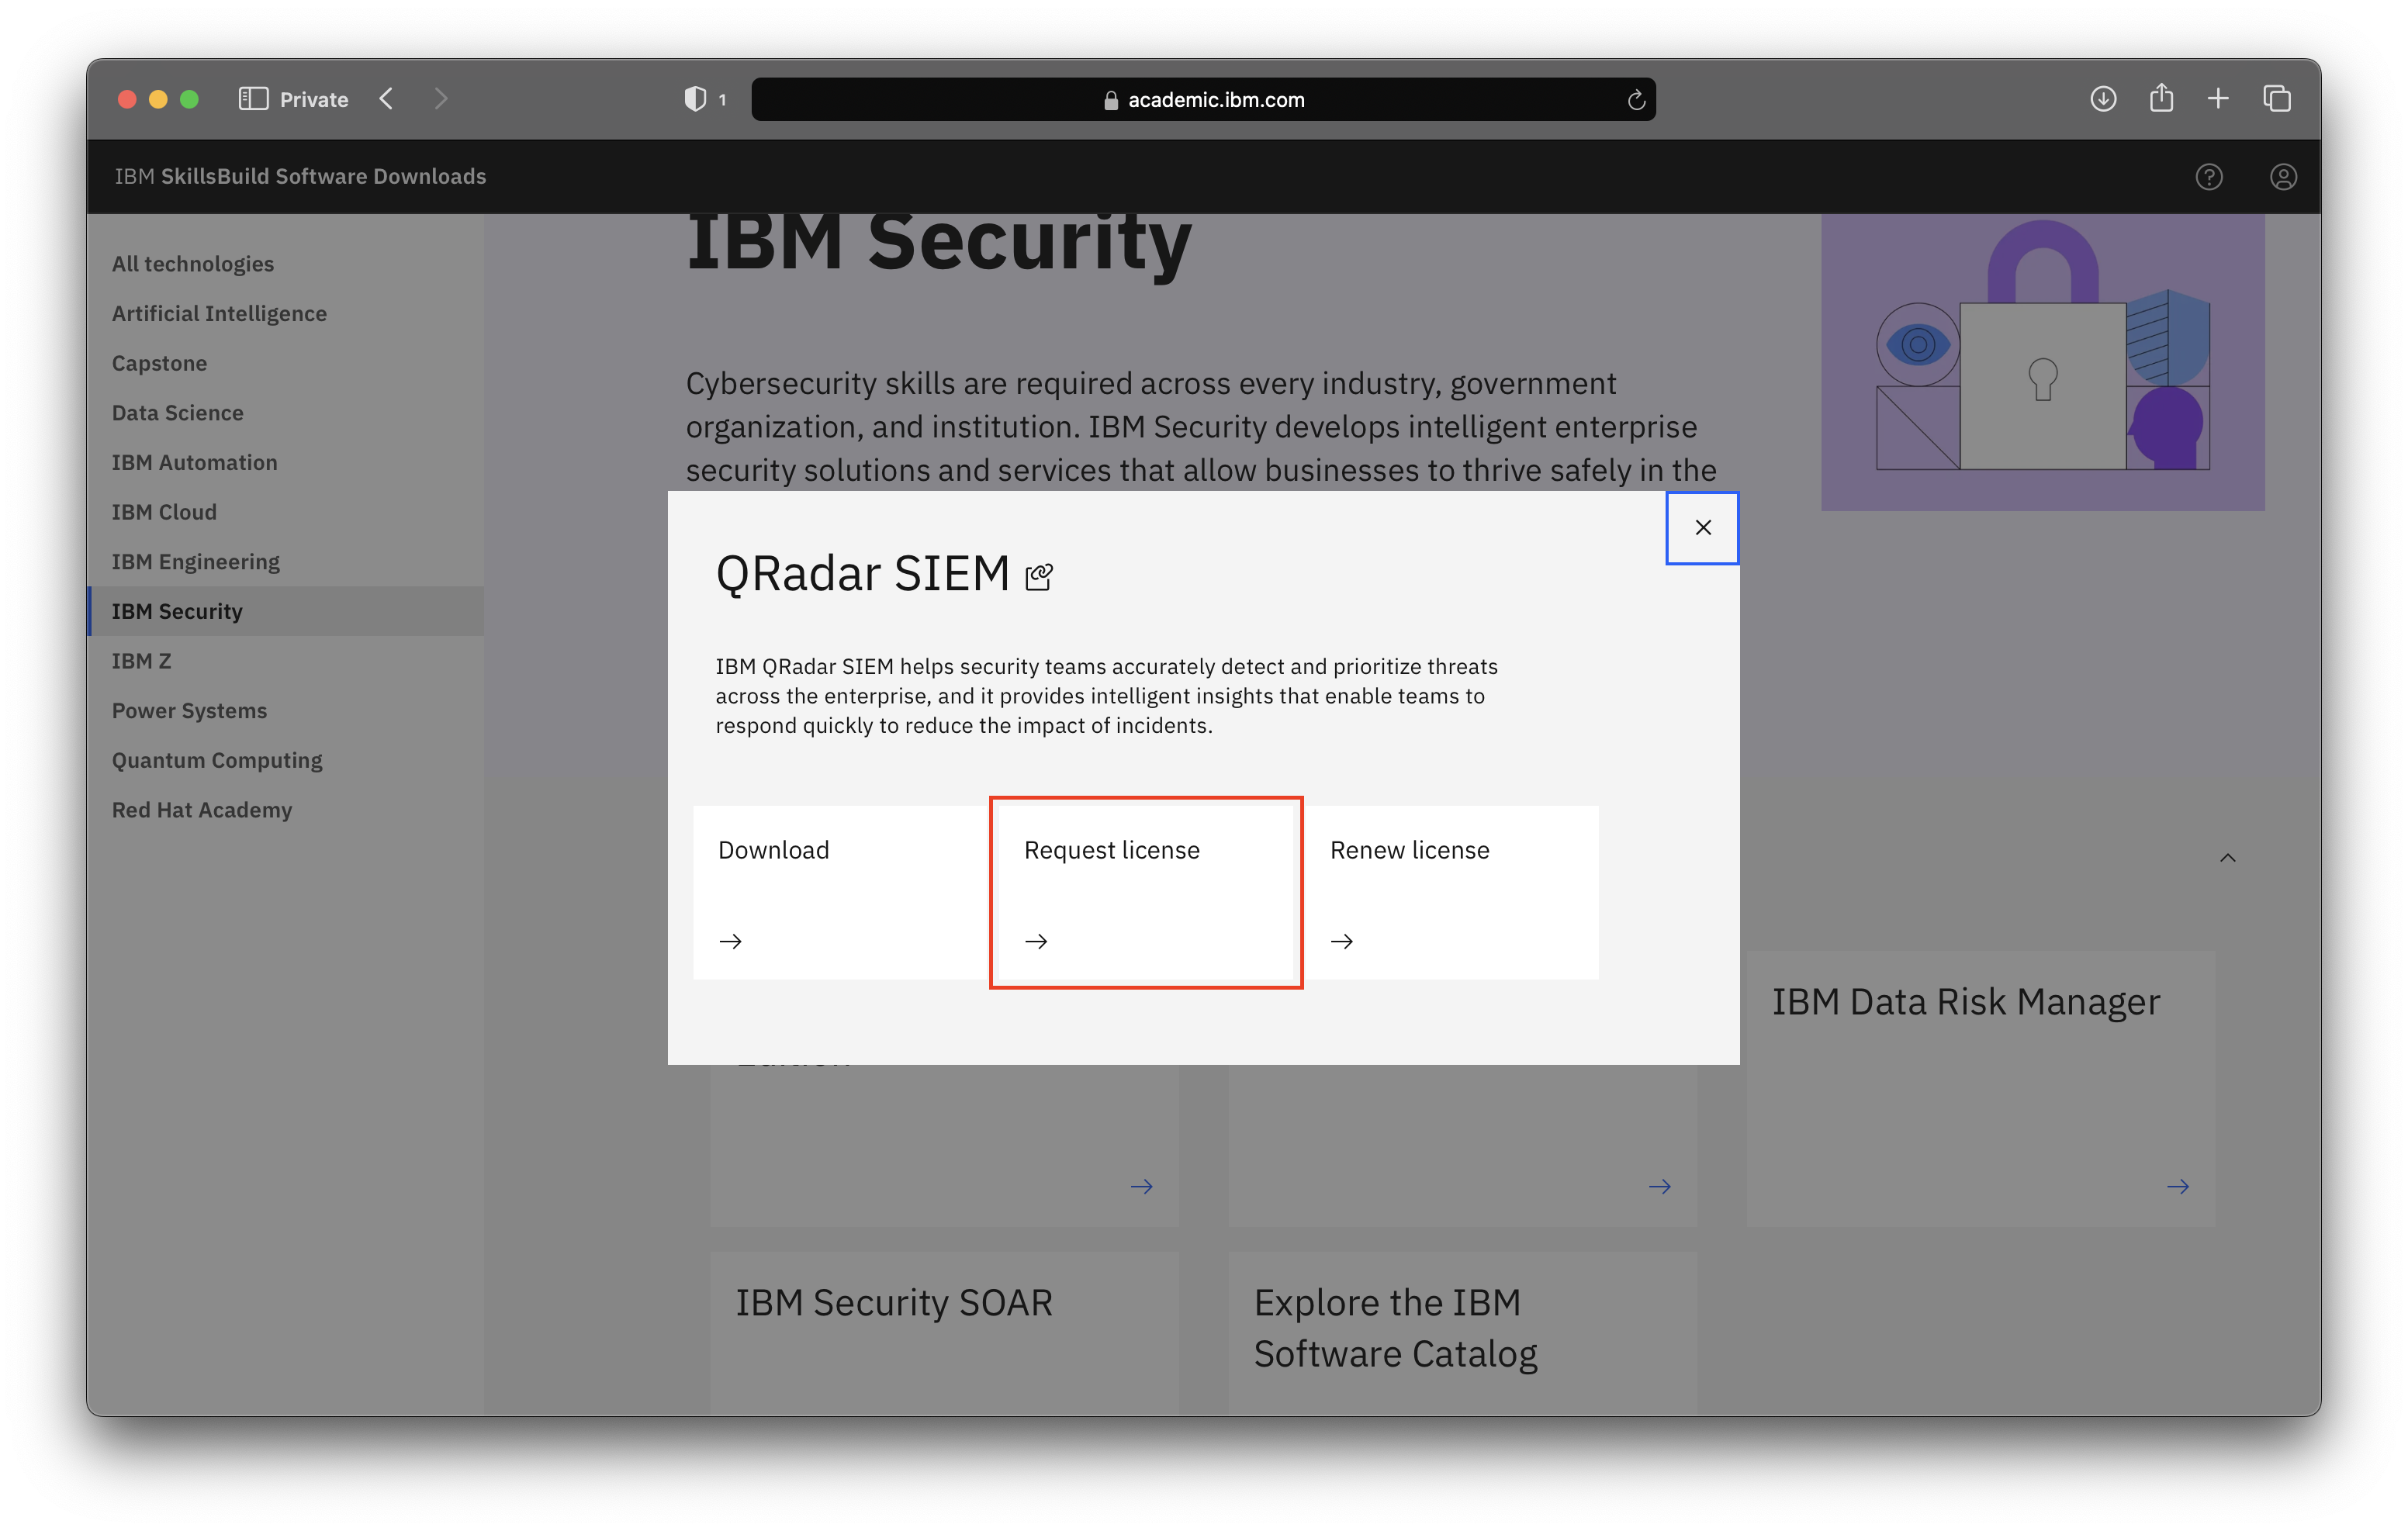 Private
1
academic.ibm.com
IBM SkillsBuild Software Downloads
All technologies
Artificial Intelligence
Capstone
Data Science
IBM Automation
IBM Cloud
IBM Engineering
IBM Security
IBM Z
Power Systems
Quantum Computing
Red Hat Academy
IBM Security
Cybersecurity skills are required across every industry, government
organization, and institution. IBM Security develops intelligent enterprise
security solutions and services that allow businesses to thrive safely in the
QRadar SIEM
IBM QRadar SIEM helps security teams accurately detect and prioritize threats
across the enterprise, and it provides intelligent insights that enable teams to
respond quickly to reduce the impact of incidents.
Download
Request license
Renew license
IBM Data Risk Manager
IBM Security SOAR
Explore the IBM
Software Catalog